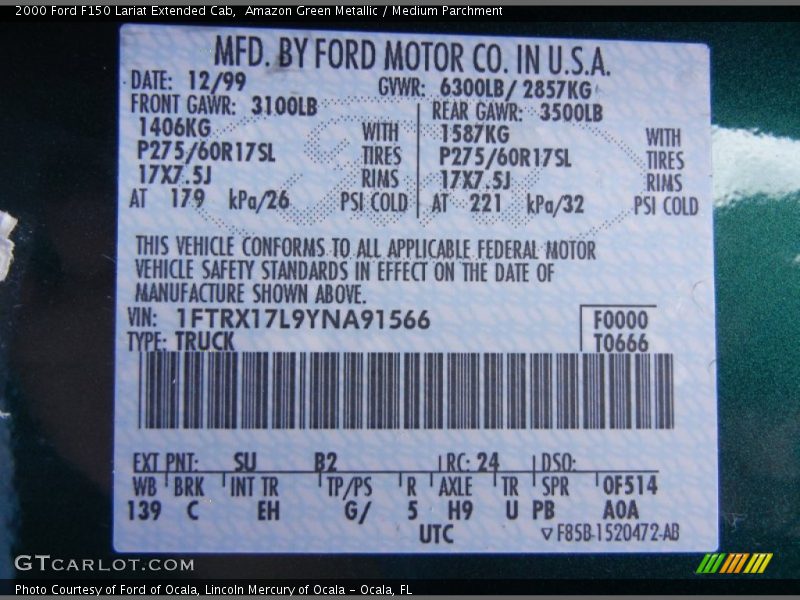 2000 Ford F150 Lariat Extended Cab, Amazon Green Metallic / Medium Parchment
MFD. BY FORD MOTOR CO. IN U.S.A.
DATE: 12/99 GVWR: 6300LB/ 2857KG
FRONT GAWR: 3100LB REAR GAWR: 3500LB
1406KG WITH 1587KG WITH
P275/60R17SL TIRES P275/60R17SL TIRES
17X7.5J RIMS 17X7.5J RIMS
AT 179 kPa/26 PSI COLD AT 221 kPa/32 PSI COLD
THIS VEHICLE CONFORMS TO ALL APPLICABLE FEDERAL MOTOR
VEHICLE SAFETY STANDARDS IN EFFECT ON THE DATE OF
MANUFACTURE SHOWN ABOVE.
VIN: 1FTRX17L9YNA91566 F0000
TYPE: TRUCK T0666
EXT PNT: SU B2 RC: 24 DSO:
WB BRK INT TR TP/PS R AXLE TR SPR 0F514
139 C EH G/ 5 H9 U PB A0A
UTC F85B-1520472-AB
GTCARLOT.COM
Photo Courtesy of Ford of Ocala, Lincoln Mercury of Ocala - Ocala, FL